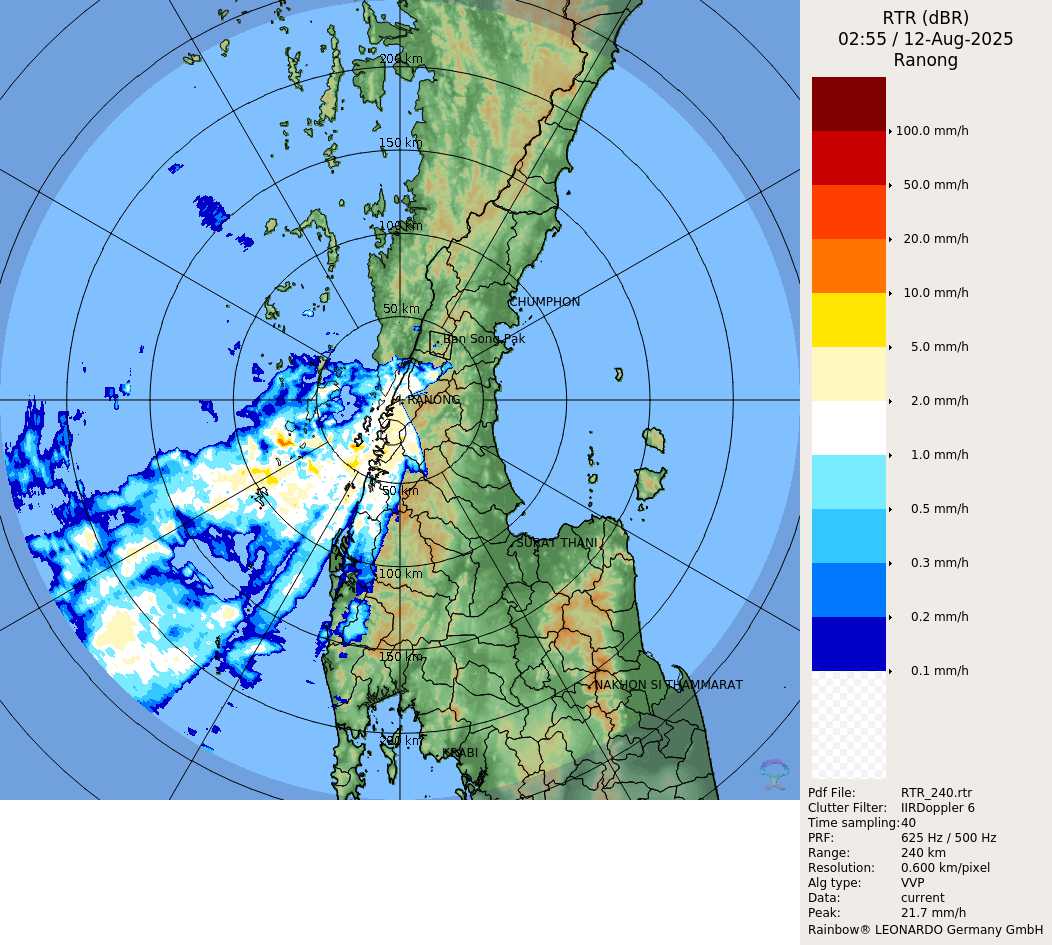 RTR (dBR)
02:55 / 12-Aug-2025
Ranong
100.0 mm/h
50.0 mm/h
20.0 mm/h
10.0 mm/h
5.0 mm/h
2.0 mm/h
1.0 mm/h
0.5 mm/h
0.3 mm/h
0.2 mm/h
0.1 mm/h
Pdf File: RTR_240.rtr
Clutter Filter: IIRDoppler 6
Time sampling:40
PRF: 625 Hz / 500 Hz
Range: 240 km
Resolution: 0.600 km/pixel
Alg type: VVP
Data: current
Peak: 21.7 mm/h
Rainbow® LEONARDO Germany GmbH
200 km
150 km
100 km
50 km
CHUMPHON
Ban Song Pak
RANONG
50 km
SURAT THANI
100 km
150 km
NAKHON SI THAMMARAT
200 km
KRABI